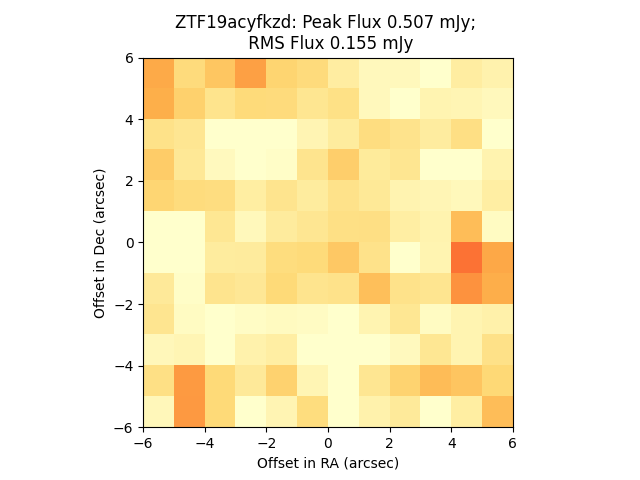 ZTF19acyfkzd: Peak Flux 0.507 mJy;
RMS Flux 0.155 mJy
6
4
2
0
−2
−4
−6
Offset in Dec (arcsec)
−6 −4 −2 0 2 4 6
Offset in RA (arcsec)